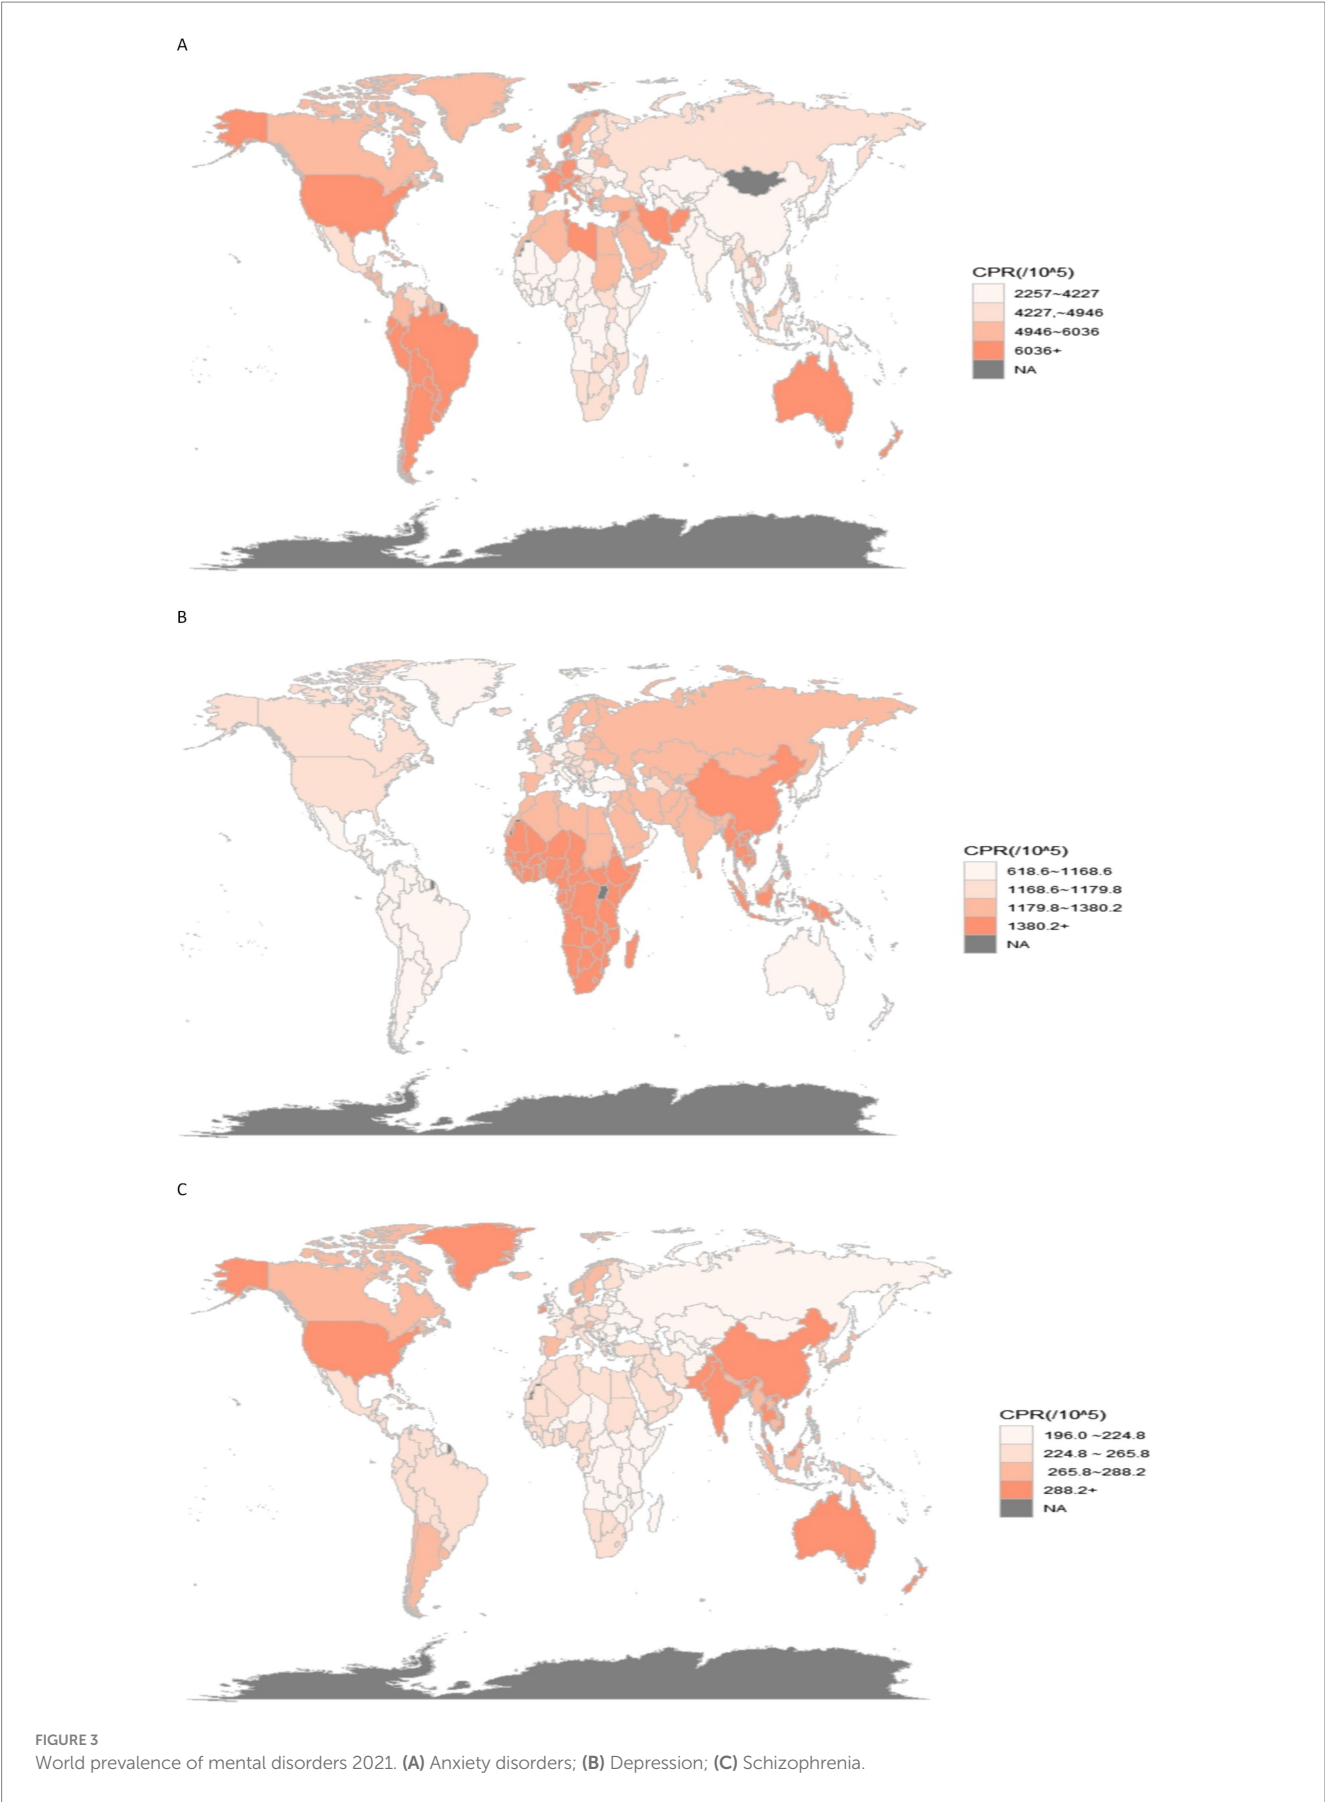 A
CPR(/10^5)
2257~4227
4227.~4946
4946~6036
6036+
NA
B
CPR(/10^5)
618.6~1168.6
1168.6~1179.8
1179.8~1380.2
1380.2+
NA
C
CPR(/10^5)
196.0 ~224.8
224.8 ~ 265.8
265.8~288.2
288.2+
NA
FIGURE 3
World prevalence of mental disorders 2021. (A) Anxiety disorders; (B) Depression; (C) Schizophrenia.